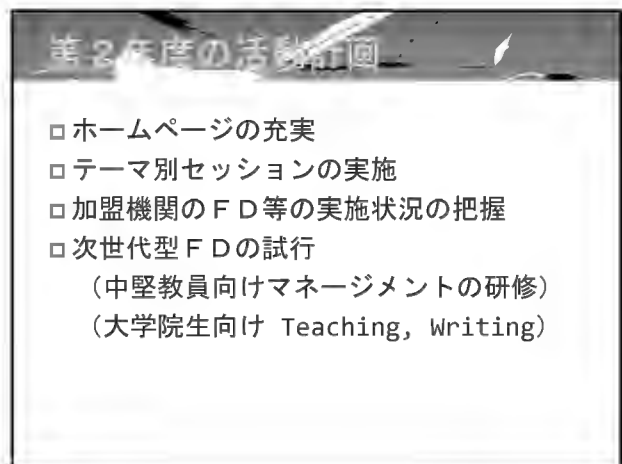 第２年度の活動計画
□ホームページの充実
□テーマ別セッションの実施
□加盟機関のＦＤ等の実施状況の把握
□次世代型ＦＤの試行
（中堅教員向けマネージメントの研修）
（大学院生向け Teaching, Writing）